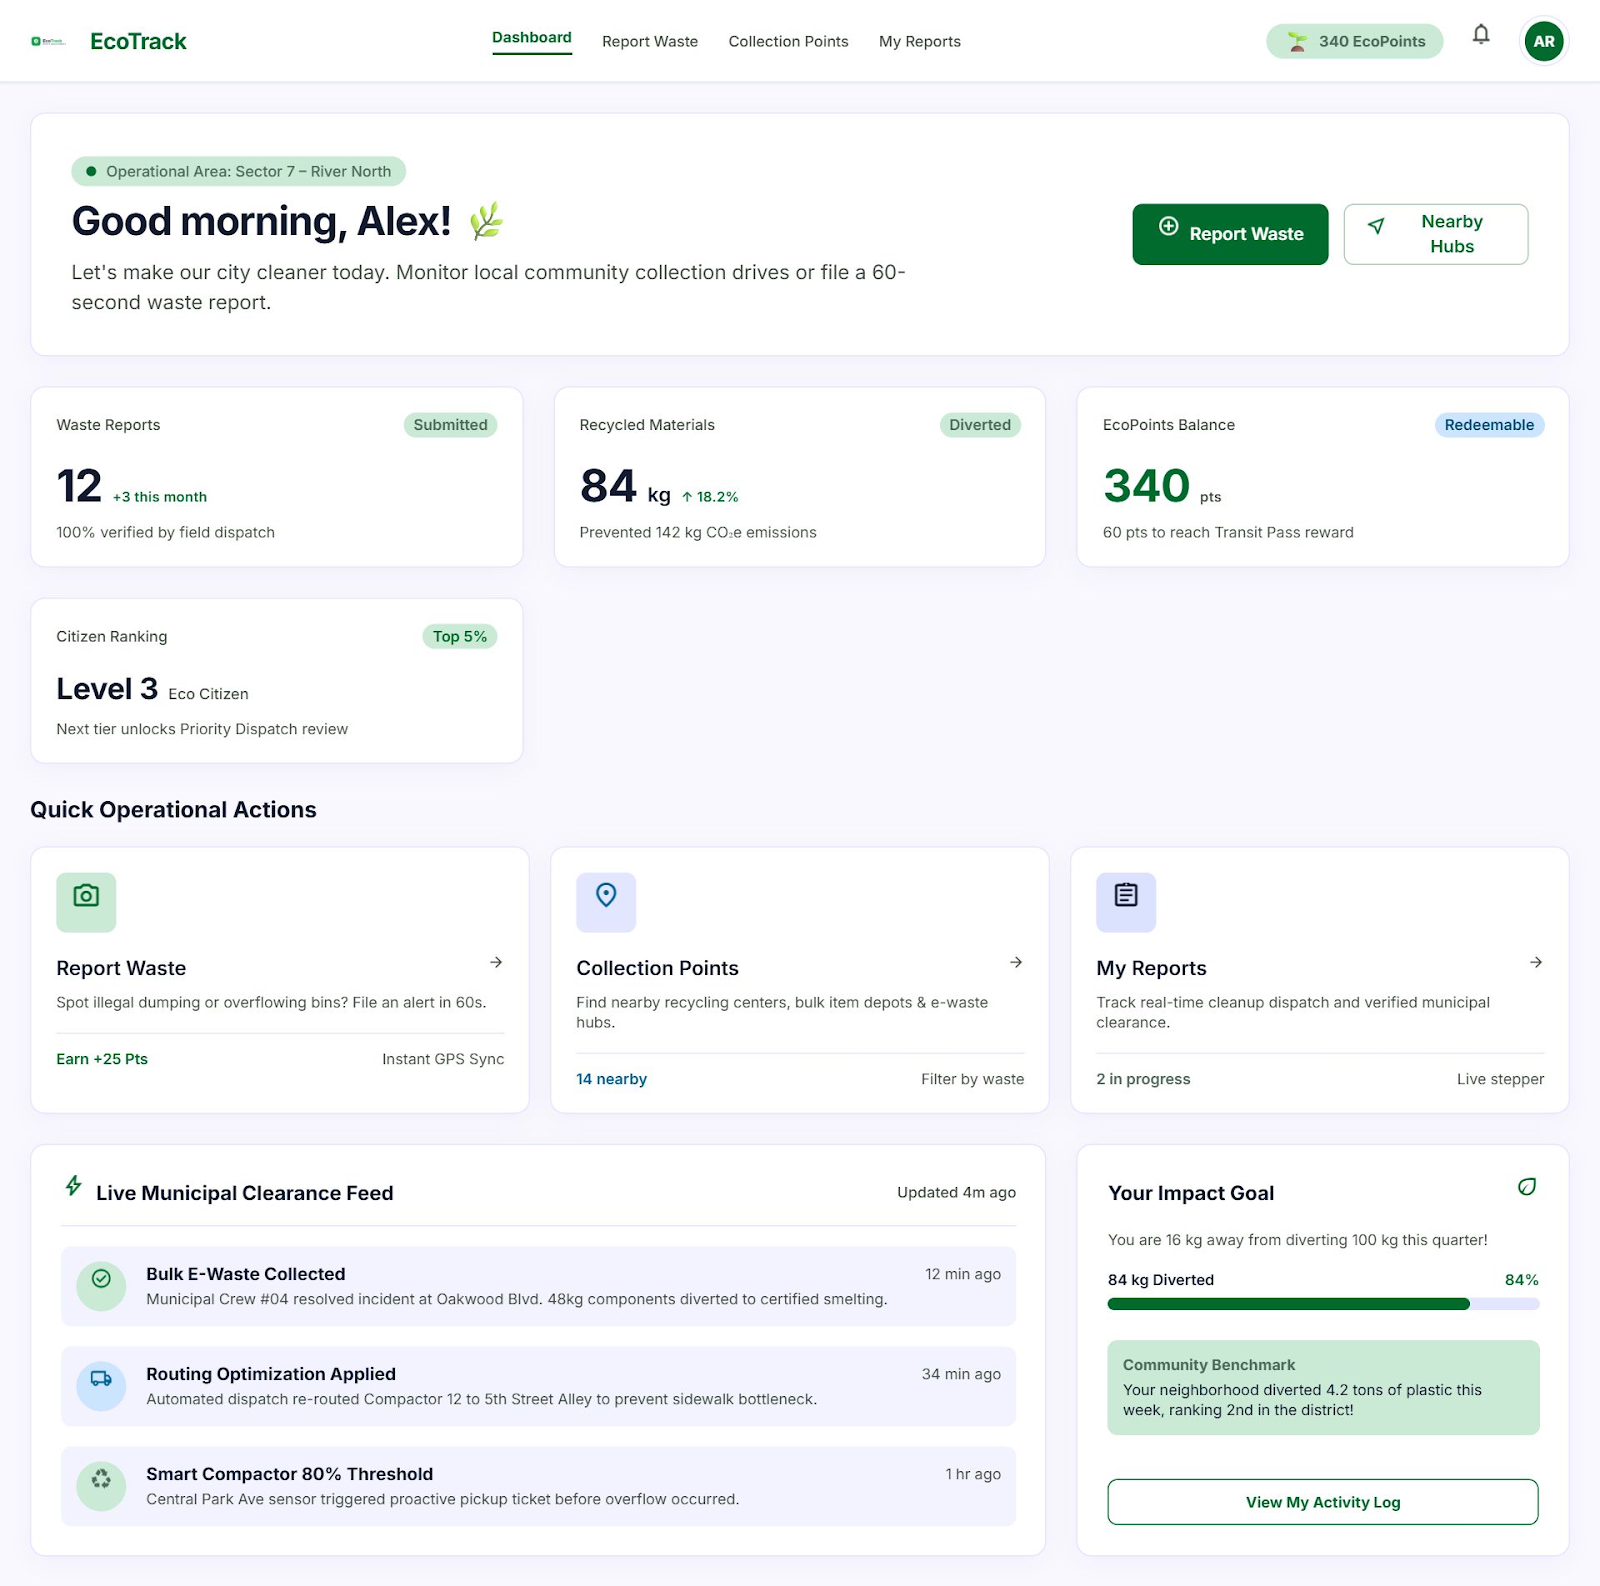 EcoTrack
Dashboard
Report Waste
Collection Points
My Reports
340 EcoPoints
AR
Operational Area: Sector 7 – River North
Good morning, Alex!
Let's make our city cleaner today. Monitor local community collection drives or file a 60-
second waste report.
Report Waste
Nearby
Hubs
Waste Reports
Submitted
12 +3 this month
100% verified by field dispatch
Recycled Materials
Diverted
84 kg ↑ 18.2%
Prevented 142 kg CO₂e emissions
EcoPoints Balance
Redeemable
340 pts
60 pts to reach Transit Pass reward
Citizen Ranking
Top 5%
Level 3 Eco Citizen
Next tier unlocks Priority Dispatch review
Quick Operational Actions
Report Waste
Spot illegal dumping or overflowing bins? File an alert in 60s.
Earn +25 Pts
Instant GPS Sync
Collection Points
Find nearby recycling centers, bulk item depots & e-waste
hubs.
14 nearby
Filter by waste
My Reports
Track real-time cleanup dispatch and verified municipal
clearance.
2 in progress
Live stepper
Live Municipal Clearance Feed
Updated 4m ago
Bulk E-Waste Collected
12 min ago
Municipal Crew #04 resolved incident at Oakwood Blvd. 48kg components diverted to certified smelting.
Routing Optimization Applied
34 min ago
Automated dispatch re-routed Compactor 12 to 5th Street Alley to prevent sidewalk bottleneck.
Smart Compactor 80% Threshold
1 hr ago
Central Park Ave sensor triggered proactive pickup ticket before overflow occurred.
Your Impact Goal
You are 16 kg away from diverting 100 kg this quarter!
84 kg Diverted
84%
Community Benchmark
Your neighborhood diverted 4.2 tons of plastic this
week, ranking 2nd in the district!
View My Activity Log